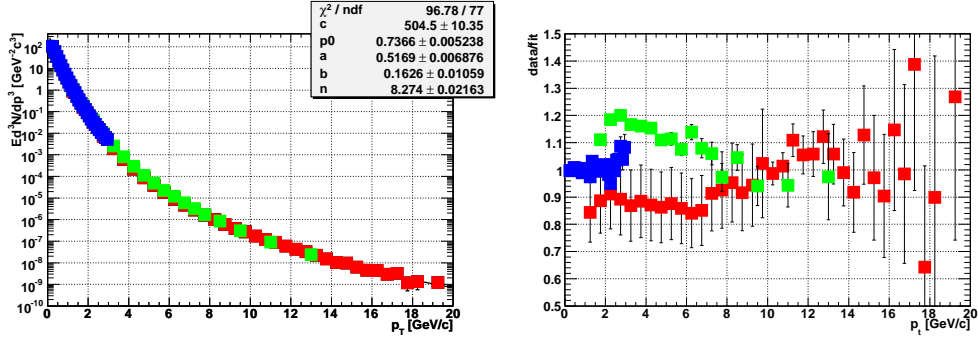 χ² / ndf 96.78 / 77
c 504.5 ± 10.35
p0 0.7366 ± 0.005238
a 0.5169 ± 0.006876
b 0.1626 ± 0.01059
n 8.274 ± 0.02163
Ed³N/dp³ [GeV⁻²c³]
10²
10
1
10⁻¹
10⁻²
10⁻³
10⁻⁴
10⁻⁵
10⁻⁶
10⁻⁷
10⁻⁸
10⁻⁹
10⁻¹⁰
0 2 4 6 8 10 12 14 16 18 20
p_T [GeV/c]
data/fit
1.5
1.4
1.3
1.2
1.1
1
0.9
0.8
0.7
0.6
0.5
0 2 4 6 8 10 12 14 16 18 20
p_t [GeV/c]